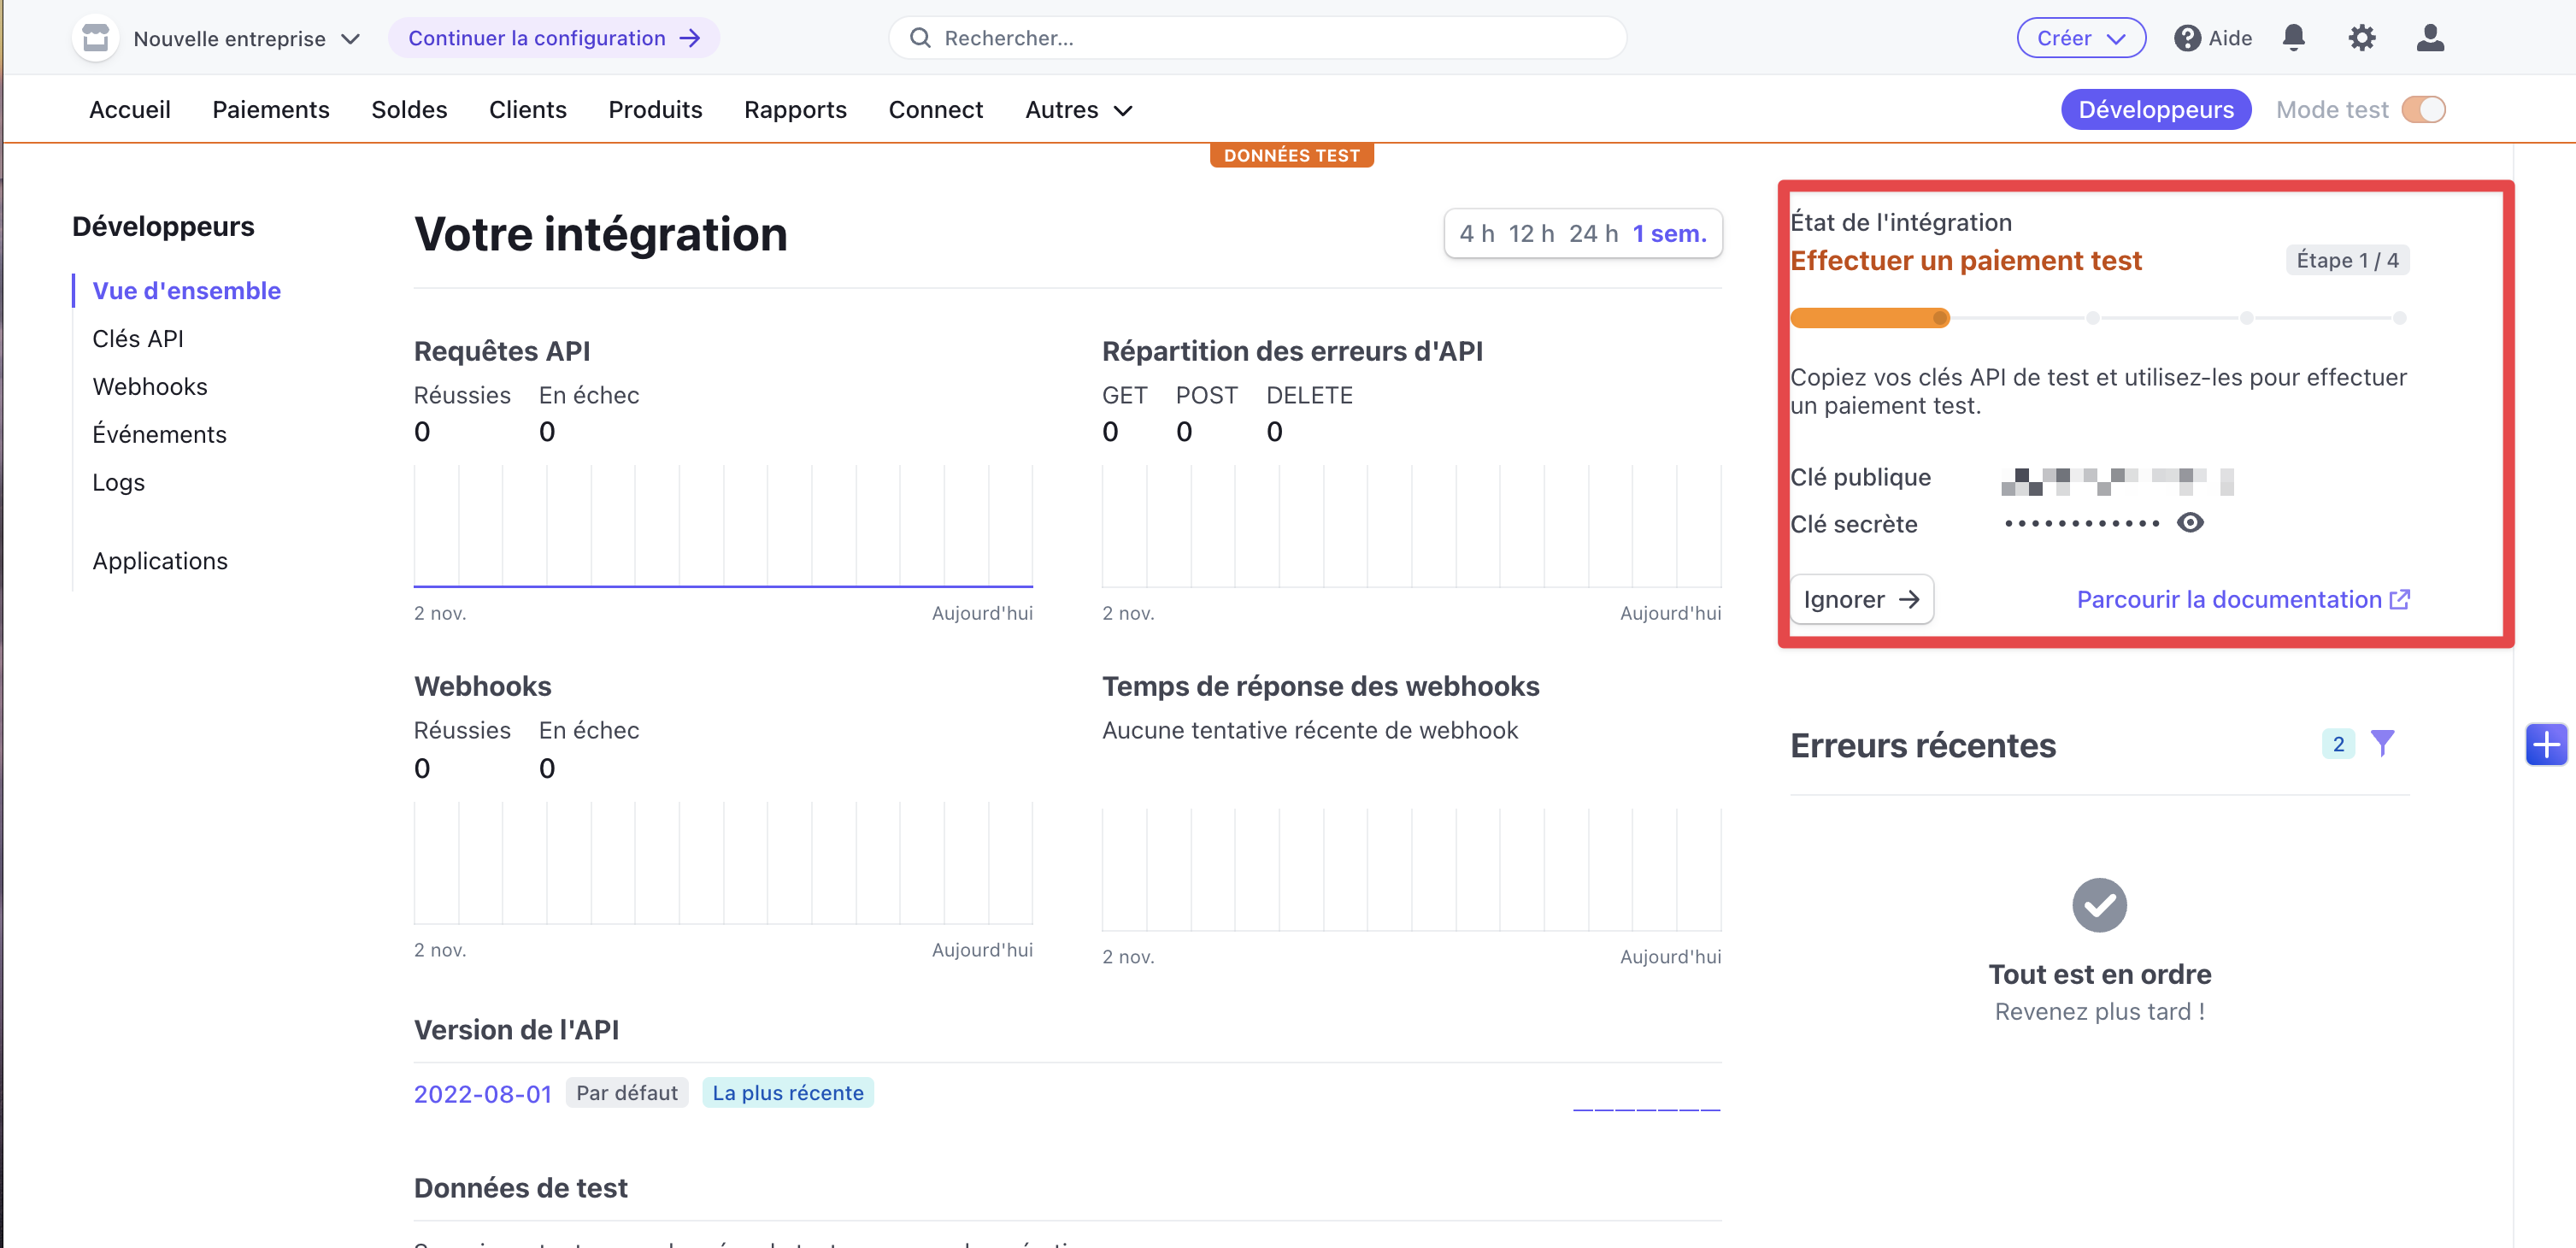 Nouvelle entreprise
Continuer la configuration
Rechercher...
Créer
Aide
Accueil
Paiements
Soldes
Clients
Produits
Rapports
Connect
Autres
Développeurs
Mode test
DONNÉES TEST
Développeurs
Vue d'ensemble
Clés API
Webhooks
Événements
Logs
Applications
Votre intégration
4 h 12 h 24 h 1 sem.
Requêtes API
Réussies En échec
0 0
2 nov. Aujourd'hui
Répartition des erreurs d'API
GET POST DELETE
0 0 0
2 nov. Aujourd'hui
Webhooks
Réussies En échec
0 0
2 nov. Aujourd'hui
Temps de réponse des webhooks
Aucune tentative récente de webhook
2 nov. Aujourd'hui
Version de l'API
2022-08-01 Par défaut La plus récente
Données de test
État de l'intégration
Effectuer un paiement test Étape 1 / 4
Copiez vos clés API de test et utilisez-les pour effectuer
un paiement test.
Clé publique
Clé secrète ••••••••••••
Ignorer
Parcourir la documentation
Erreurs récentes 2
Tout est en ordre
Revenez plus tard !